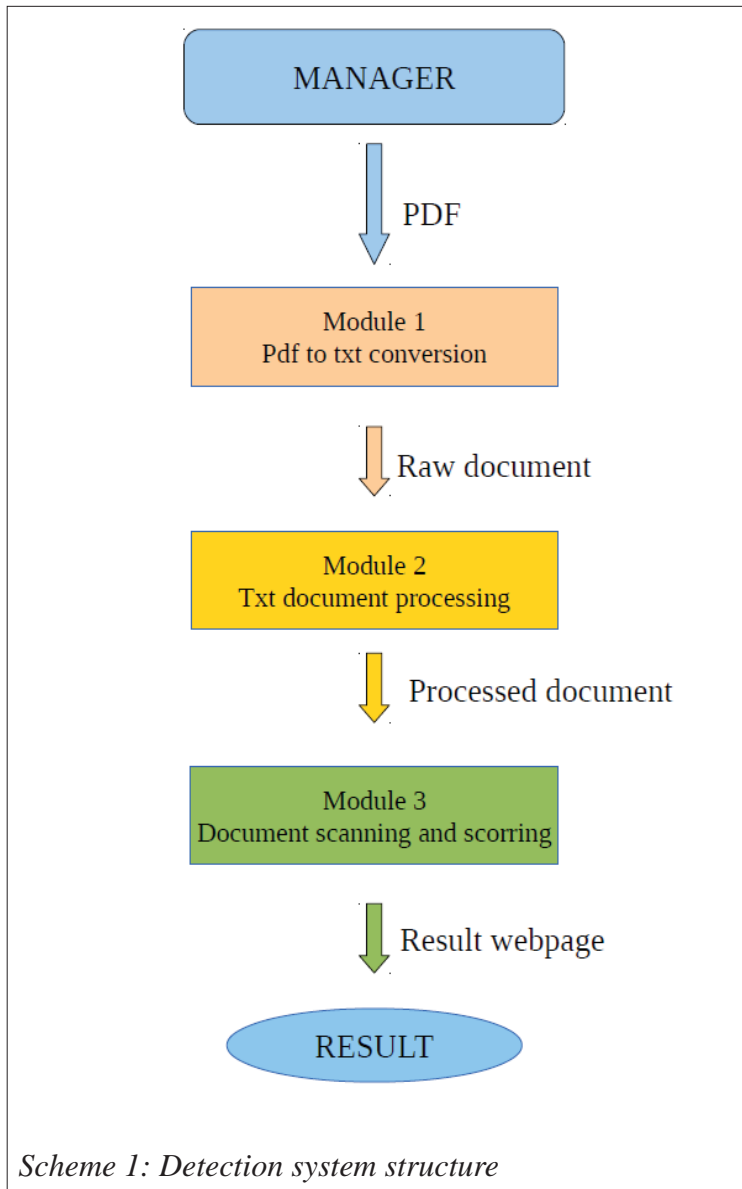 MANAGER
PDF
Module 1
Pdf to txt conversion
Raw document
Module 2
Txt document processing
Processed document
Module 3
Document scanning and scorring
Result webpage
RESULT
Scheme 1: Detection system structure